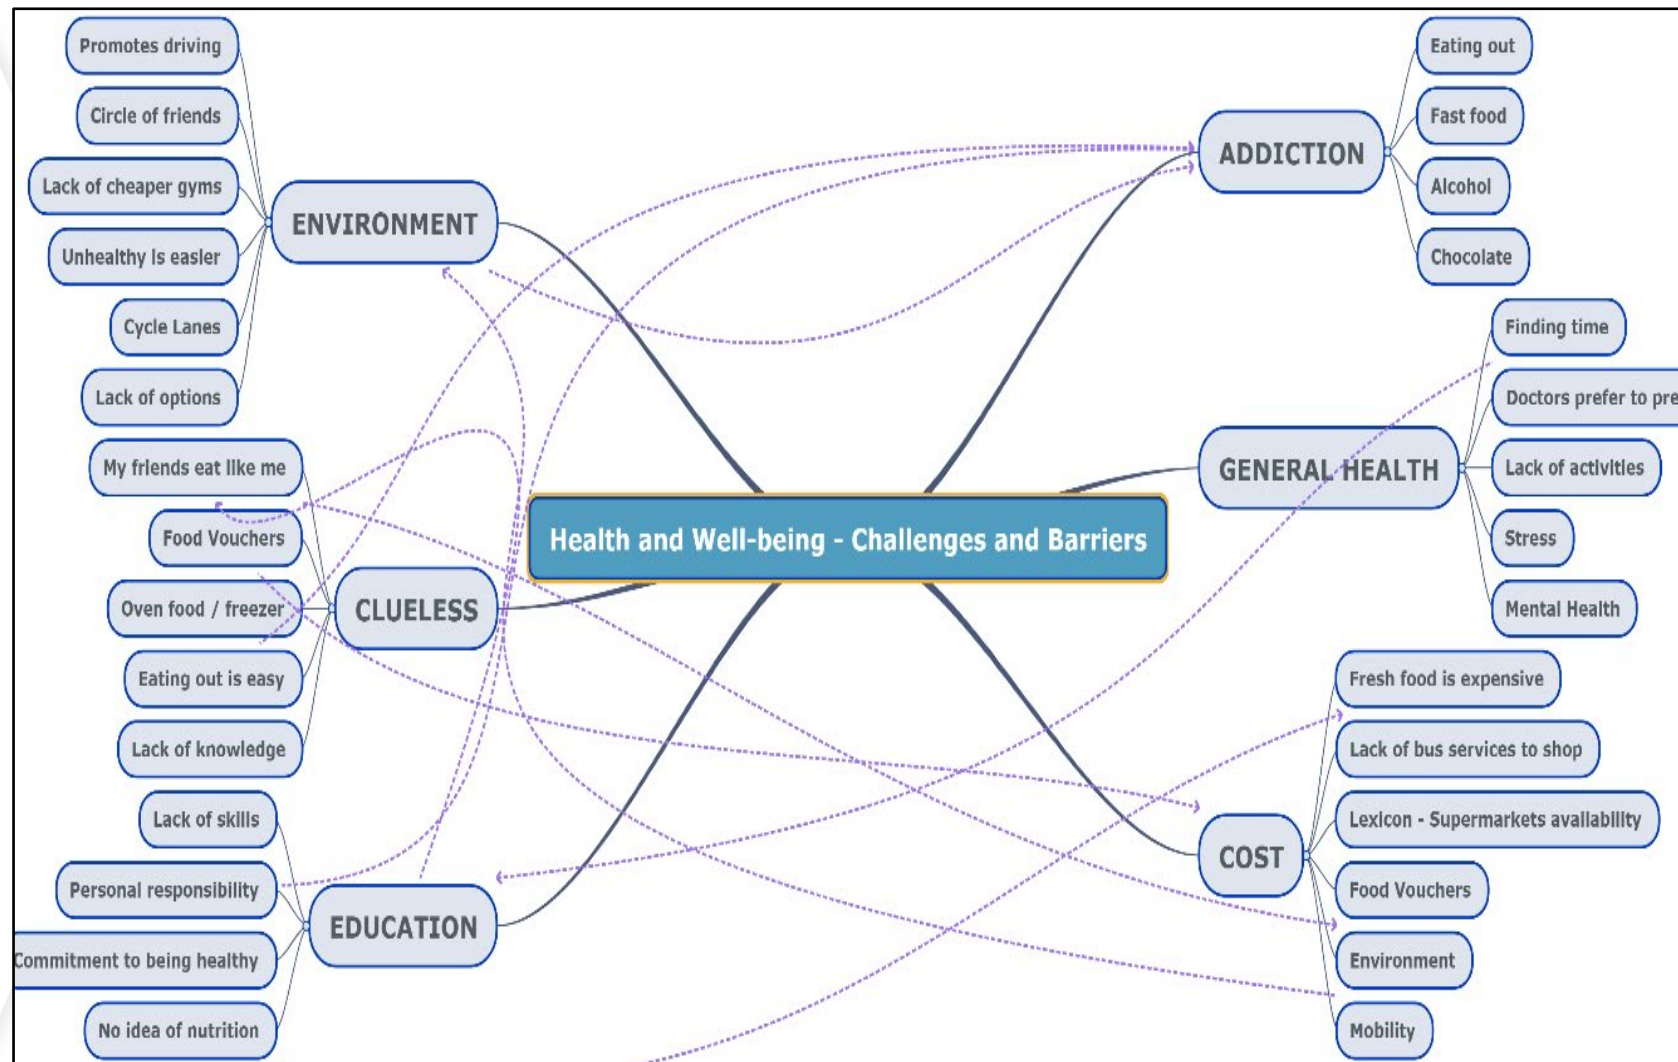 Health and Well-being - Challenges and Barriers
ENVIRONMENT
Promotes driving
Circle of friends
Lack of cheaper gyms
Unhealthy is easier
Cycle Lanes
Lack of options
CLUELESS
My friends eat like me
Food Vouchers
Oven food / freezer
Eating out is easy
Lack of knowledge
EDUCATION
Lack of skills
Personal responsibility
Commitment to being healthy
No idea of nutrition
ADDICTION
Eating out
Fast food
Alcohol
Chocolate
GENERAL HEALTH
Finding time
Doctors prefer to pre
Lack of activities
Stress
Mental Health
COST
Fresh food is expensive
Lack of bus services to shop
Lexicon - Supermarkets availability
Food Vouchers
Environment
Mobility